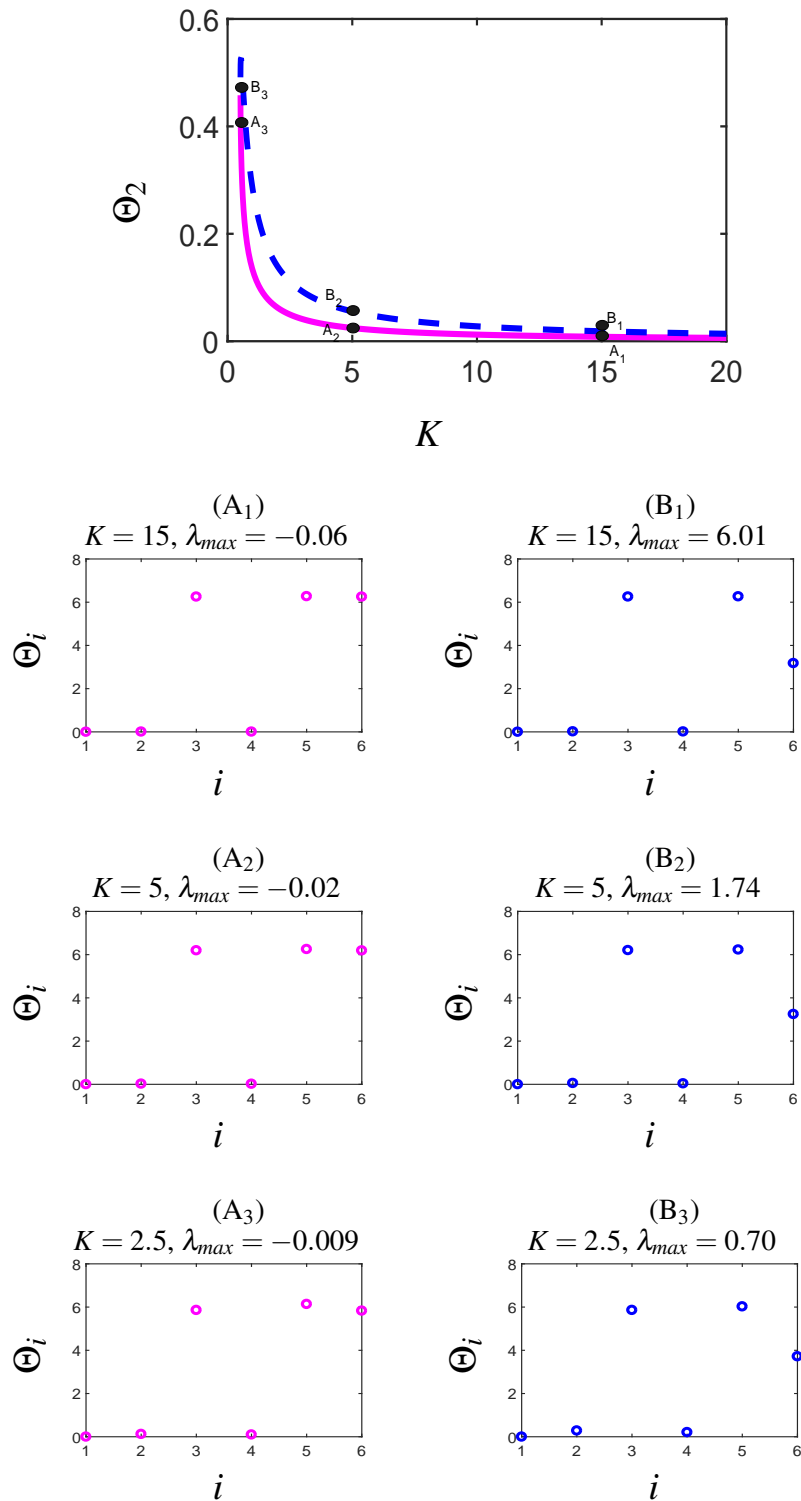 0.6
0.4
0.2
0
Θ₂
B₃
A₃
B₂
A₂
B₁
A₁
0 5 10 15 20
K
(A₁)
K = 15, λₘₐₓ = −0.06
8
6
4
2
0
Θᵢ
1 2 3 4 5 6
i
(B₁)
K = 15, λₘₐₓ = 6.01
8
6
4
2
0
Θᵢ
1 2 3 4 5 6
i
(A₂)
K = 5, λₘₐₓ = −0.02
8
6
4
2
0
Θᵢ
1 2 3 4 5 6
i
(B₂)
K = 5, λₘₐₓ = 1.74
8
6
4
2
0
Θᵢ
1 2 3 4 5 6
i
(A₃)
K = 2.5, λₘₐₓ = −0.009
8
6
4
2
0
Θᵢ
1 2 3 4 5 6
i
(B₃)
K = 2.5, λₘₐₓ = 0.70
8
6
4
2
0
Θᵢ
1 2 3 4 5 6
i